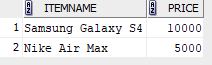 ITEMNAME PRICE
1 Samsung Galaxy S4 10000
2 Nike Air Max 5000